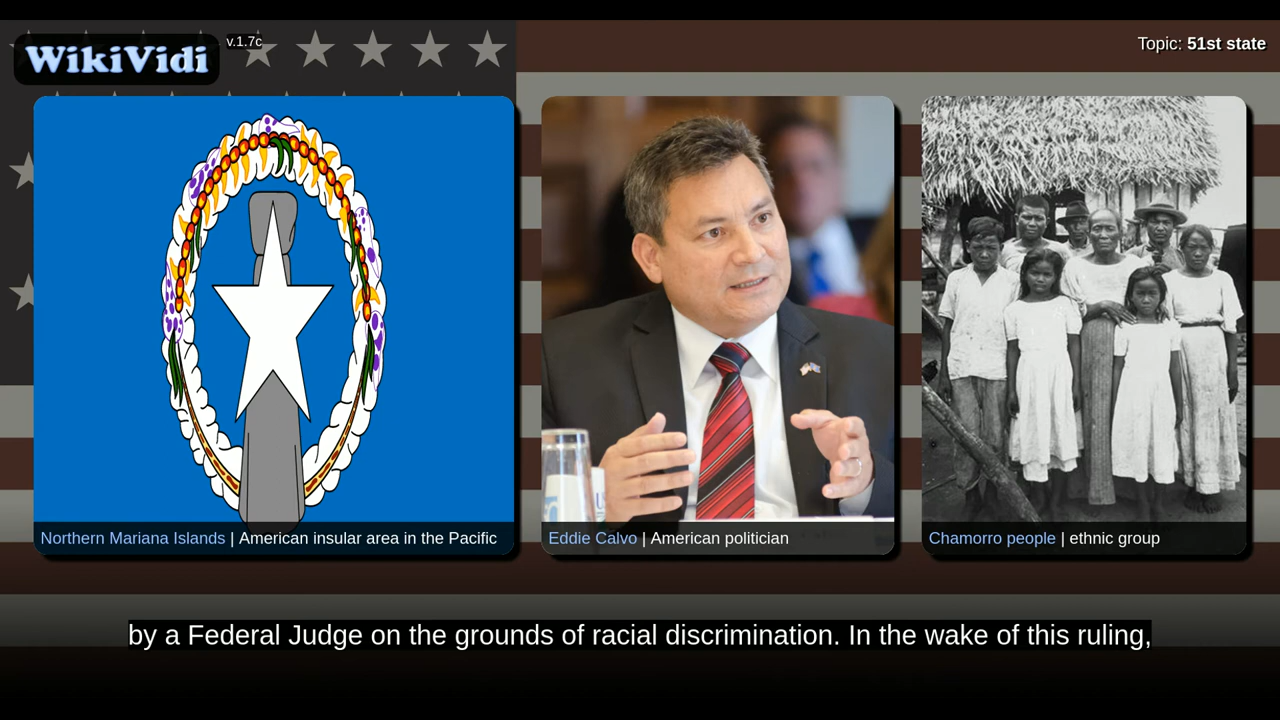 WikiVidi
v.1.7c
Topic: 51st state
Northern Mariana Islands | American insular area in the Pacific
Eddie Calvo | American politician
Chamorro people | ethnic group
by a Federal Judge on the grounds of racial discrimination. In the wake of this ruling,